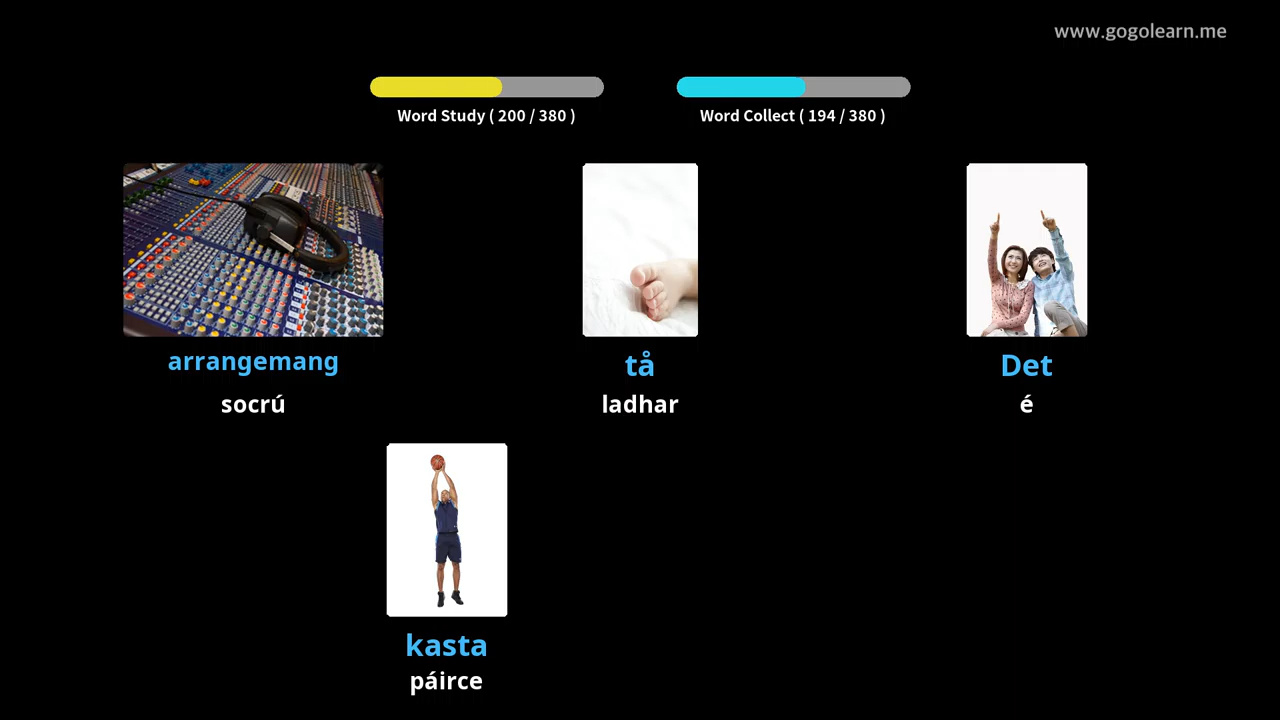 www.gogolearn.me
Word Study ( 200 / 380 )
Word Collect ( 194 / 380 )
arrangemang
socrú
tå
ladhar
Det
é
kasta
páirce